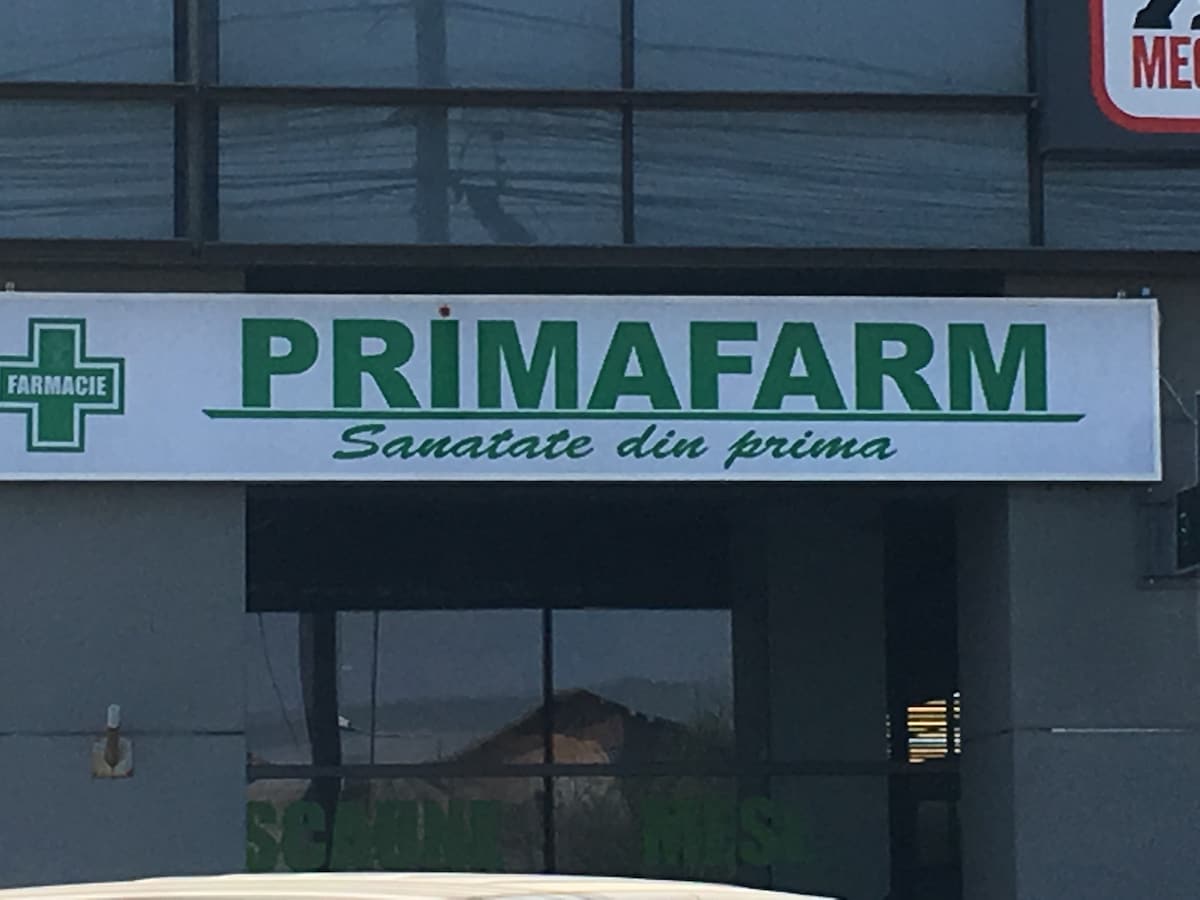 FARMACIE
PRIMAFARM
Sanatate din prima
SCAUNE MESE